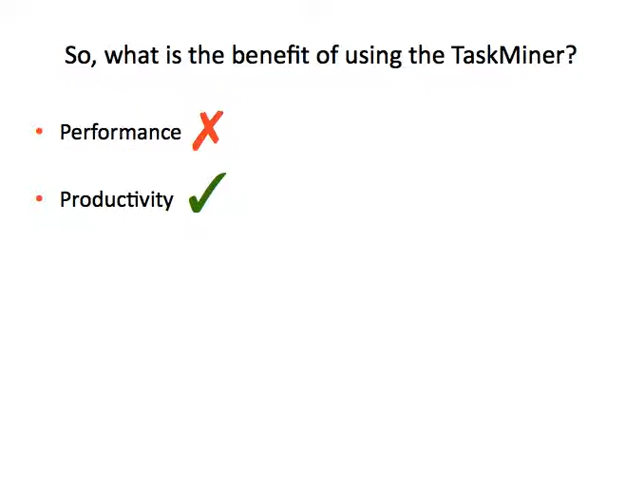 So, what is the benefit of using the TaskMiner?
• Performance ✗
• Productivity ✓